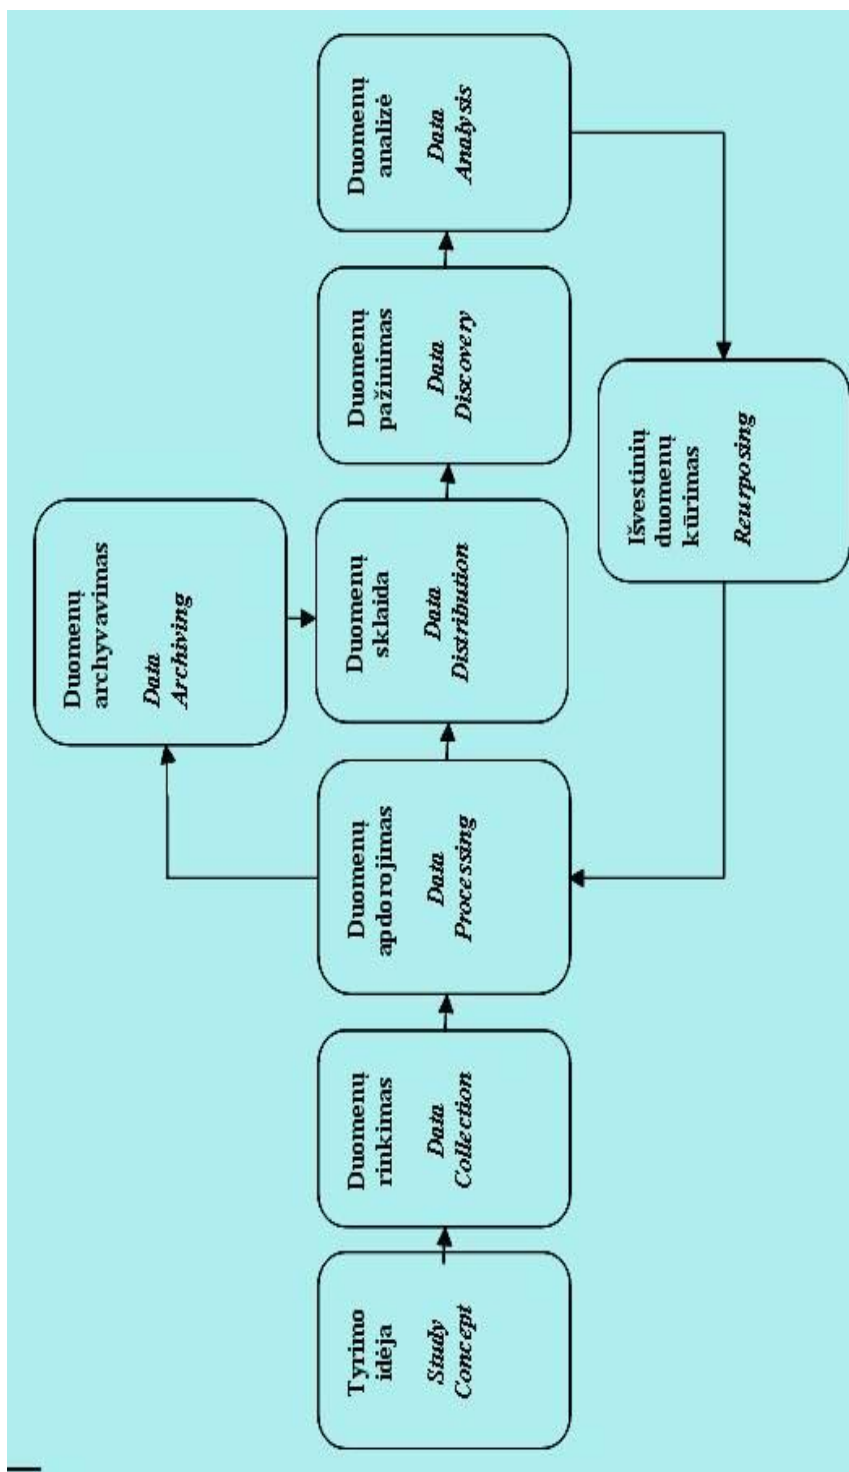 Tyrimo
idėja
Study
Concept
Duomenų
rinkimas
Data
Collection
Duomenų
apdorojimas
Data
Processing
Duomenų
archyvavimas
Data
Archiving
Duomenų
sklaida
Data
Distribution
Duomenų
pažinimas
Data
Discovery
Duomenų
analizė
Data
Analysis
Išvestinių
duomenų
kūrimas
Reurposing